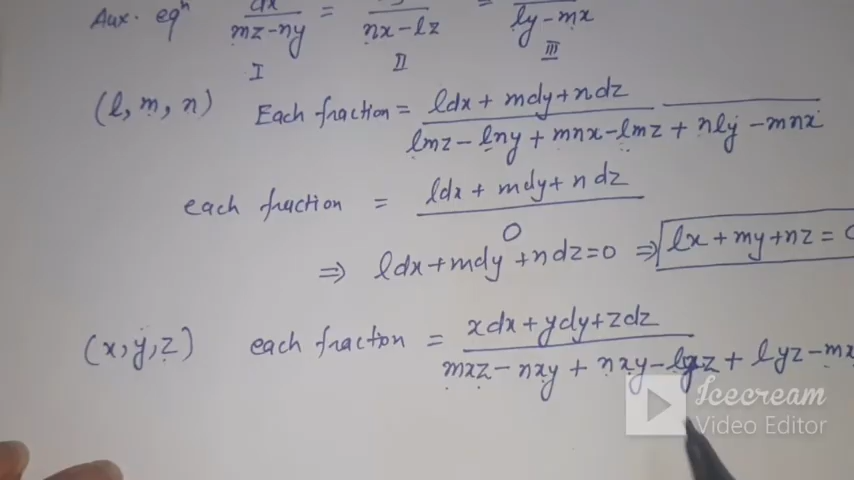 Aux. eqⁿ dx/(mz-ny) = /(nx-lz) = /(ly-mx)
I II III
(l, m, n) Each fraction = (ldx + mdy + ndz)/(lmz - lny + mnx - lmz + nly - mnx)
each fraction = (ldx + mdy + ndz)/0
⇒ ldx + mdy + ndz = 0 ⇒ lx + my + nz = C
(x, y, z) each fraction = (xdx + ydy + zdz)/(mxz - nxy + nxy - lyz + lyz - mx
Icecream
Video Editor